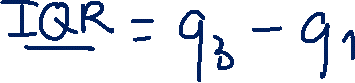 IQR = q3 - q1